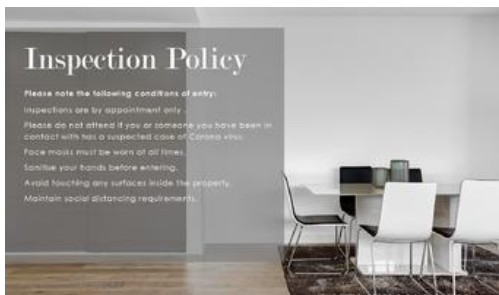 Inspection Policy
Please note the following conditions of entry:
Inspections are by appointment only.
Please do not attend if you or someone you have been in
contact with has a suspected case of Corona virus.
Face masks must be worn at all times.
Sanitise your hands before entering.
Avoid touching any surfaces inside the property.
Maintain social distancing requirements.